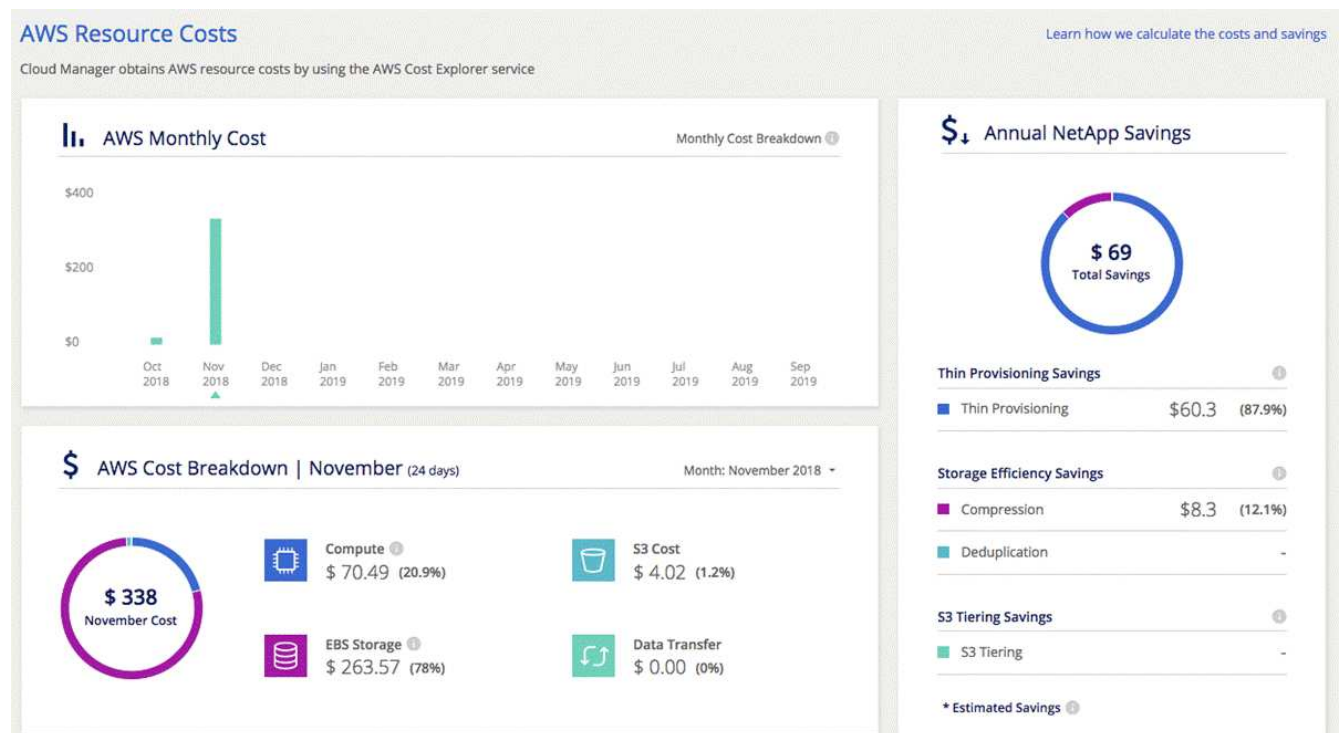 AWS Resource Costs
Learn how we calculate the costs and savings
Cloud Manager obtains AWS resource costs by using the AWS Cost Explorer service
AWS Monthly Cost
Monthly Cost Breakdown
$400
$200
$0
Oct 2018
Nov 2018
Dec 2018
Jan 2019
Feb 2019
Mar 2019
Apr 2019
May 2019
Jun 2019
Jul 2019
Aug 2019
Sep 2019
AWS Cost Breakdown | November (24 days)
Month: November 2018
$ 338
November Cost
Compute
$ 70.49 (20.9%)
S3 Cost
$ 4.02 (1.2%)
EBS Storage
$ 263.57 (78%)
Data Transfer
$ 0.00 (0%)
Annual NetApp Savings
$ 69
Total Savings
Thin Provisioning Savings
Thin Provisioning $60.3 (87.9%)
Storage Efficiency Savings
Compression $8.3 (12.1%)
Deduplication -
S3 Tiering Savings
S3 Tiering -
* Estimated Savings